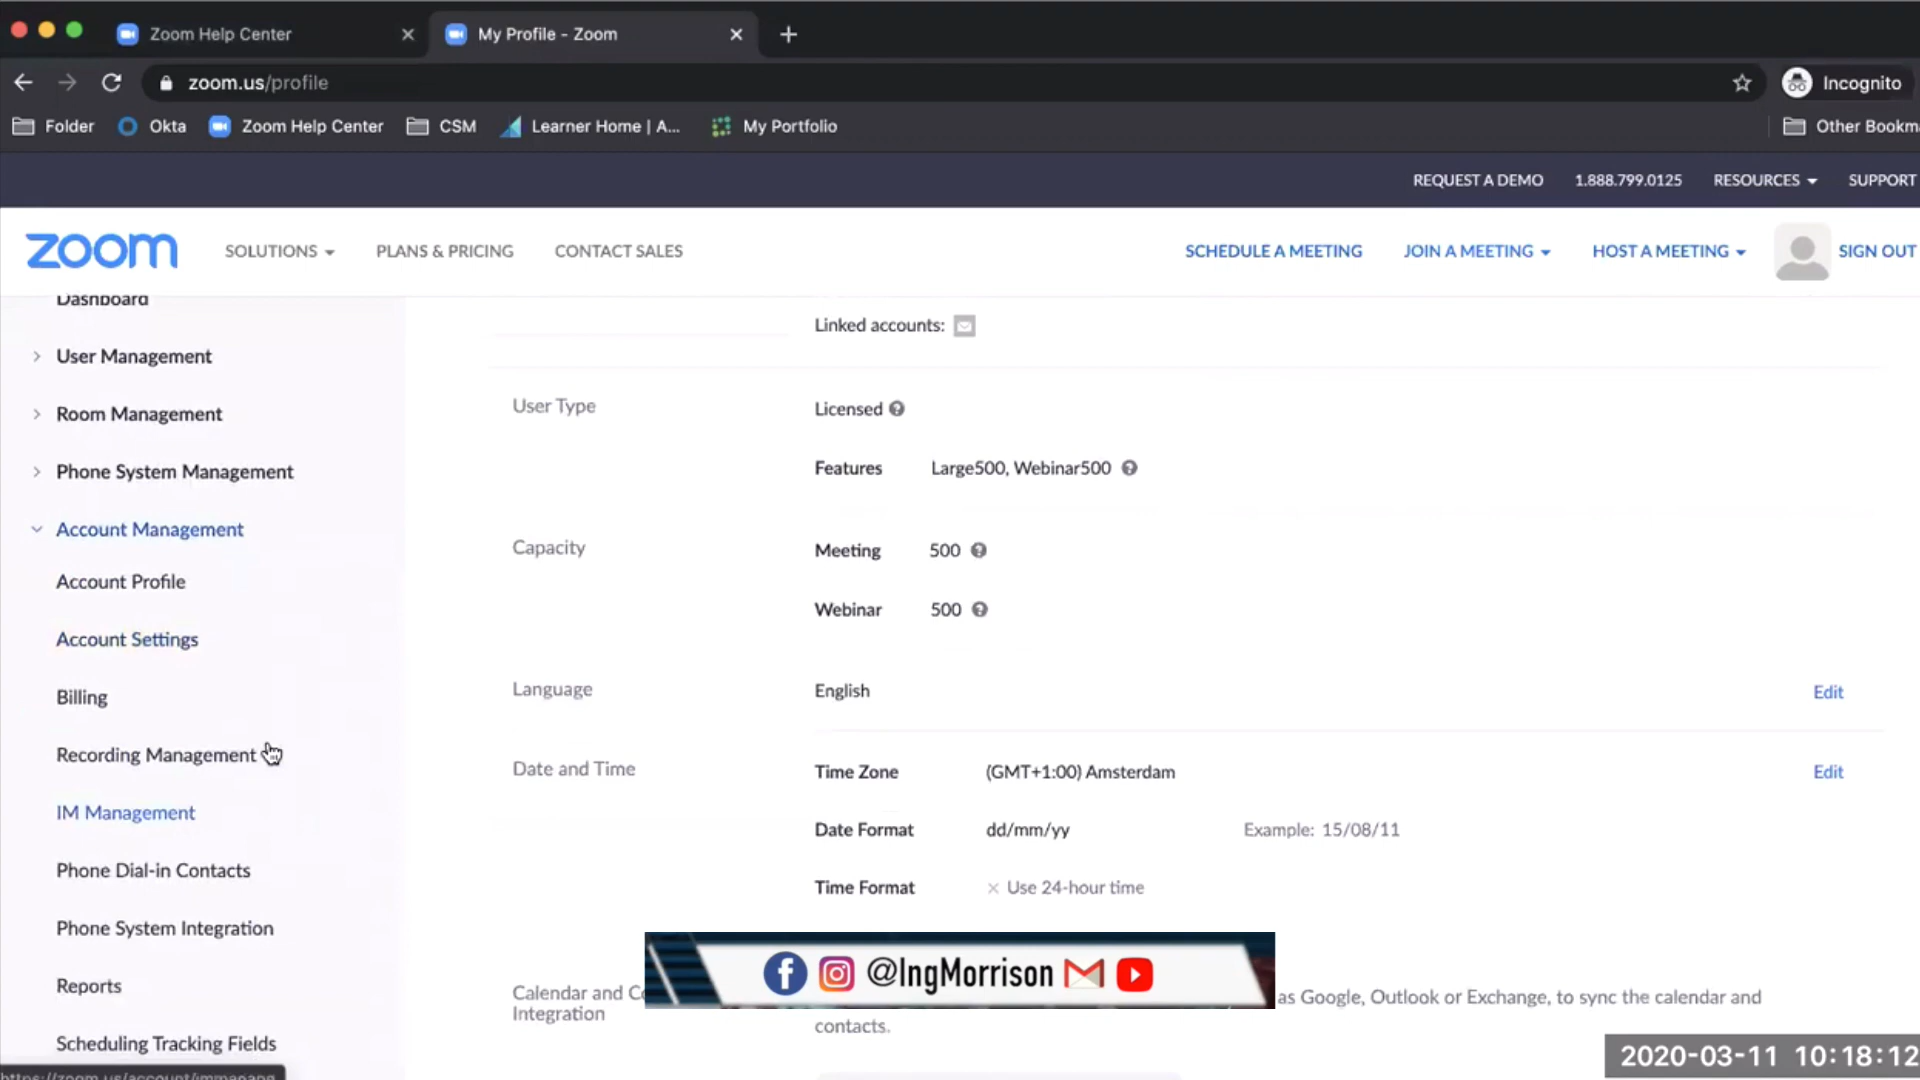 Zoom Help Center
My Profile - Zoom
zoom.us/profile
Incognito
Folder
Okta
Zoom Help Center
CSM
Learner Home | A...
My Portfolio
Other Bookma
REQUEST A DEMO
1.888.799.0125
RESOURCES
SUPPORT
zoom
SOLUTIONS
PLANS & PRICING
CONTACT SALES
SCHEDULE A MEETING
JOIN A MEETING
HOST A MEETING
SIGN OUT
Dashboard
User Management
Room Management
Phone System Management
Account Management
Account Profile
Account Settings
Billing
Recording Management
IM Management
Phone Dial-in Contacts
Phone System Integration
Reports
Scheduling Tracking Fields
Linked accounts:
User Type
Licensed
Features
Large500, Webinar500
Capacity
Meeting
500
Webinar
500
Language
English
Edit
Date and Time
Time Zone
(GMT+1:00) Amsterdam
Edit
Date Format
dd/mm/yy
Example: 15/08/11
Time Format
Use 24-hour time
Calendar and Co
Integration
as Google, Outlook or Exchange, to sync the calendar and
contacts.
@IngMorrison
2020-03-11 10:18:12